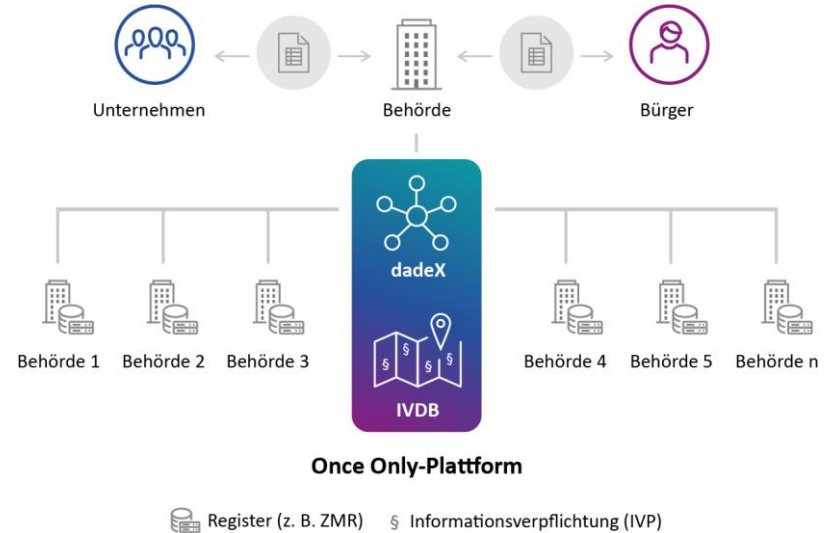 Unternehmen
Behörde
Bürger
dadeX
Behörde 1
Behörde 2
Behörde 3
Behörde 4
Behörde 5
Behörde n
§ § § §
IVDB
Once Only-Plattform
Register (z. B. ZMR)
§ Informationsverpflichtung (IVP)